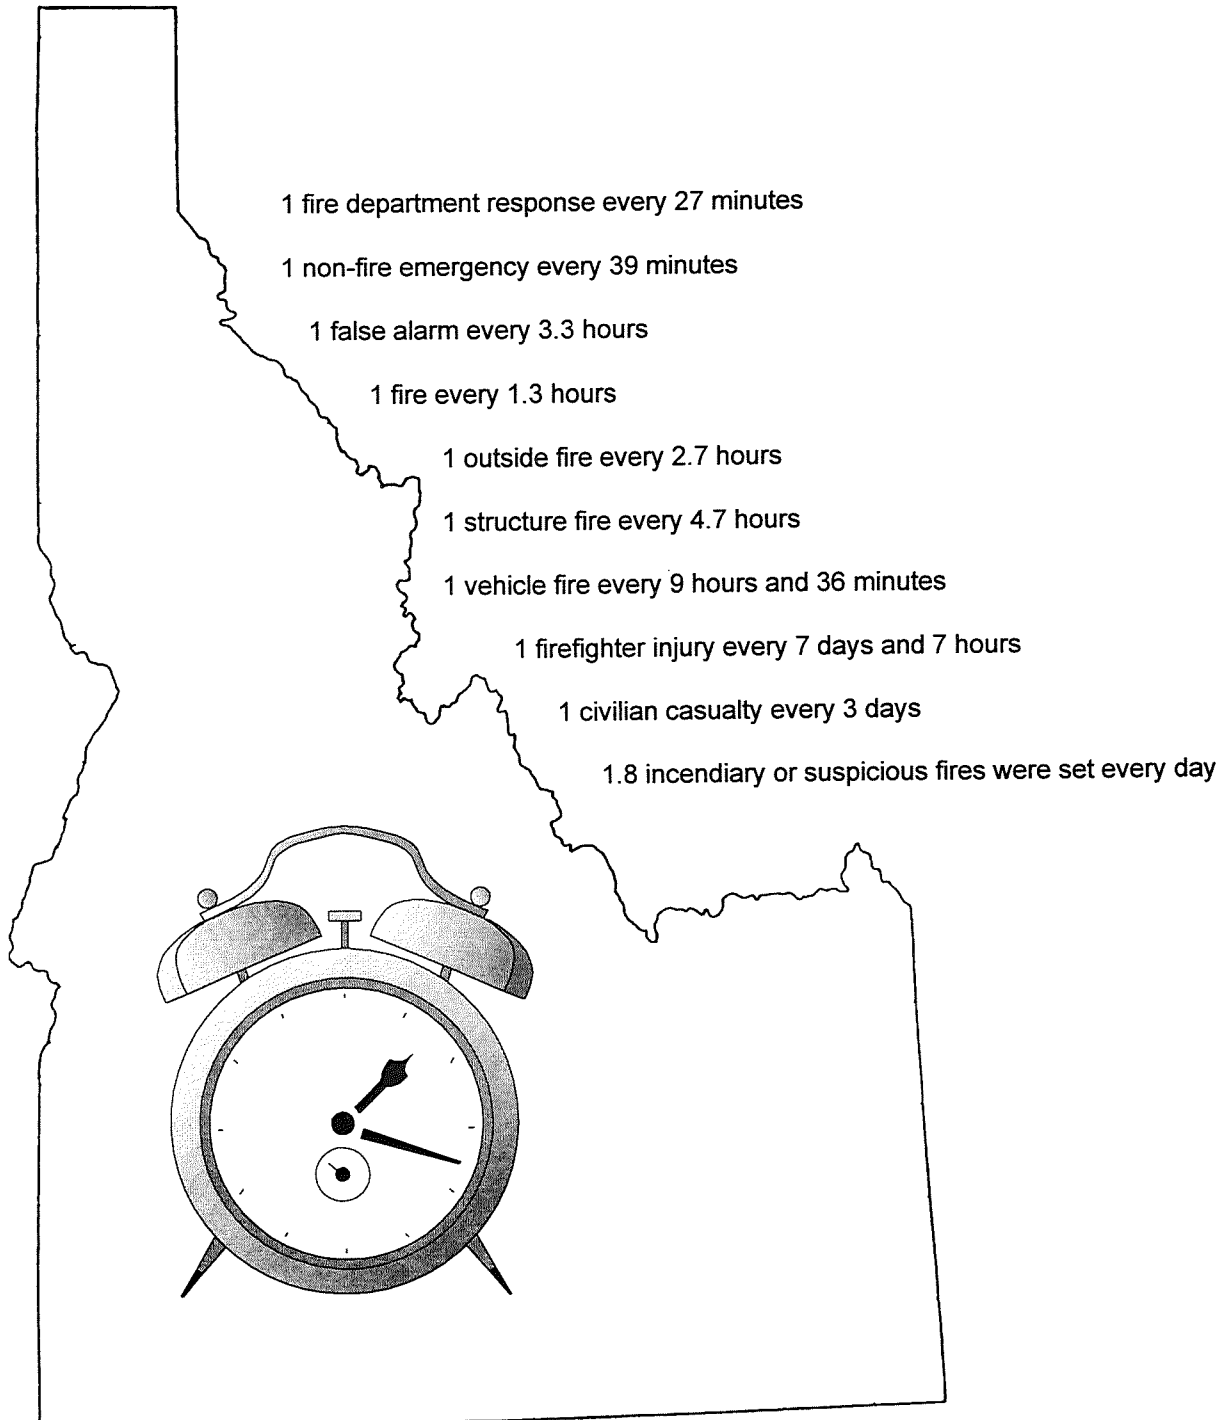 1 fire department response every 27 minutes
1 non-fire emergency every 39 minutes
1 false alarm every 3.3 hours
1 fire every 1.3 hours
1 outside fire every 2.7 hours
1 structure fire every 4.7 hours
1 vehicle fire every 9 hours and 36 minutes
1 firefighter injury every 7 days and 7 hours
1 civilian casualty every 3 days
1.8 incendiary or suspicious fires were set every day